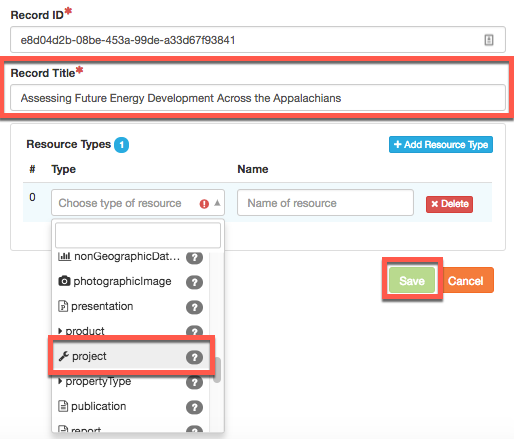 Record ID*
e8d04d2b-08be-453a-99de-a33d67f93841
Record Title*
Assessing Future Energy Development Across the Appalachians
Resource Types 1
+ Add Resource Type
# Type Name
0 Choose type of resource ! Name of resource × Delete
nonGeographicDat... ?
photographicImage ?
Save Cancel
presentation ?
product ?
project ?
propertyType ?
publication ?
report